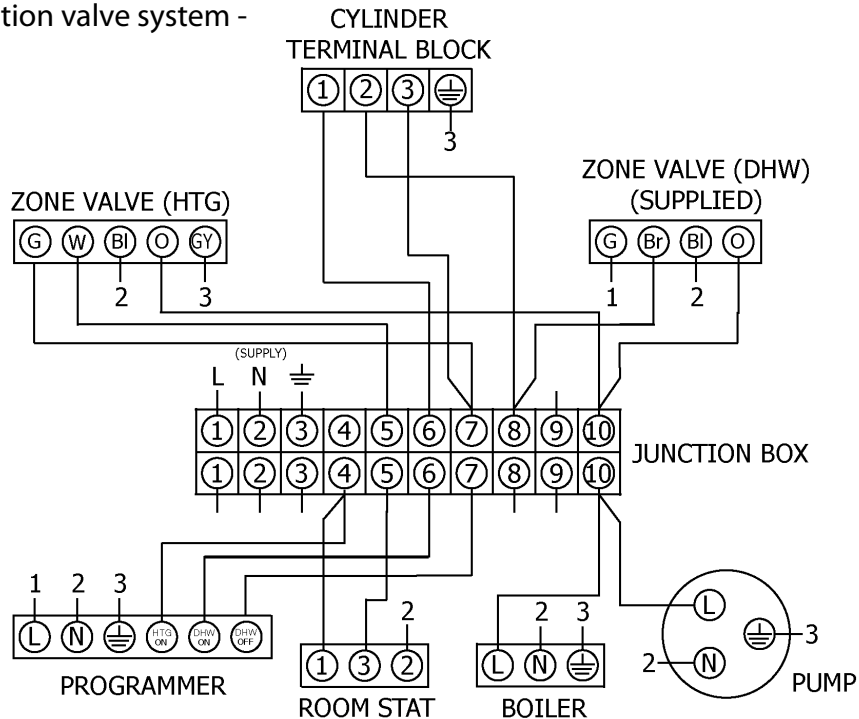 tion valve system -
CYLINDER
TERMINAL BLOCK
1 2 3
3
ZONE VALVE (HTG)
G W Bl O GY
2 3
ZONE VALVE (DHW)
(SUPPLIED)
G Br Bl O
1 2
(SUPPLY)
L N
1 2 3 4 5 6 7 8 9 10
1 2 3 4 5 6 7 8 9 10
JUNCTION BOX
1 2 3
L N HTG ON DHW ON DHW OFF
PROGRAMMER
2
1 3 2
ROOM STAT
2 3
L N
BOILER
L
3
2 N
PUMP